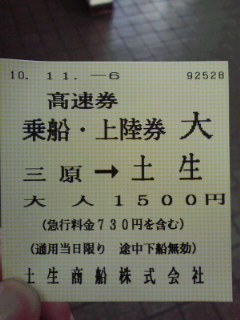 10. 11. —6 92528
高速券
乗船・上陸券 大
三原 → 土生
大人1500円
(急行料金730円を含む)
(通用当日限り 途中下船無効)
土生商船株式会社